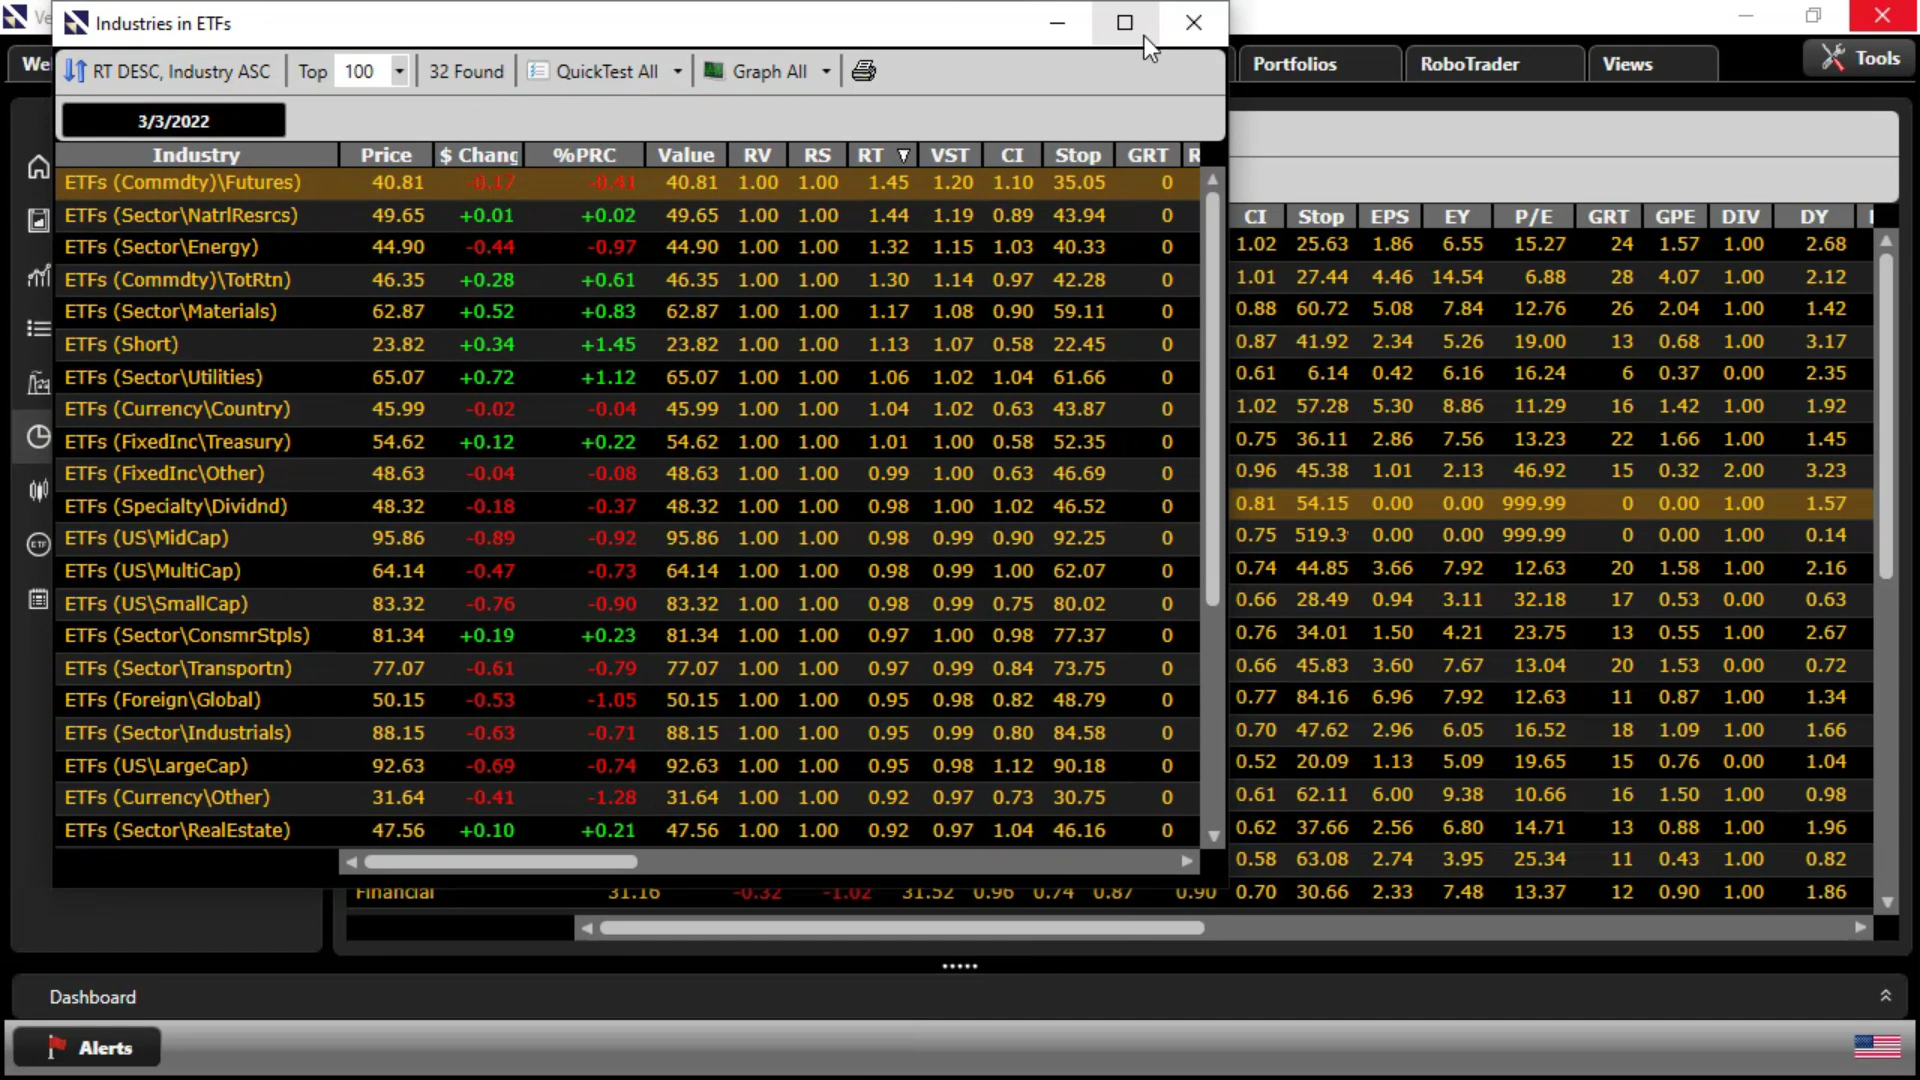 Industries in ETFs
RT DESC, Industry ASC Top 100 32 Found QuickTest All Graph All
Portfolios RoboTrader Views Tools
We
3/3/2022
Industry Price $ Chang %PRC Value RV RS RT VST CI Stop GRT R
ETFs (Commdty)\Futures) 40.81 -0.17 -0.41 40.81 1.00 1.00 1.45 1.20 1.10 35.05 0
ETFs (Sector\NatrlResrcs) 49.65 +0.01 +0.02 49.65 1.00 1.00 1.44 1.19 0.89 43.94 0
ETFs (Sector\Energy) 44.90 -0.44 -0.97 44.90 1.00 1.00 1.32 1.15 1.03 40.33 0
ETFs (Commdty)\TotRtn) 46.35 +0.28 +0.61 46.35 1.00 1.00 1.30 1.14 0.97 42.28 0
ETFs (Sector\Materials) 62.87 +0.52 +0.83 62.87 1.00 1.00 1.17 1.08 0.90 59.11 0
ETFs (Short) 23.82 +0.34 +1.45 23.82 1.00 1.00 1.13 1.07 0.58 22.45 0
ETFs (Sector\Utilities) 65.07 +0.72 +1.12 65.07 1.00 1.00 1.06 1.02 1.04 61.66 0
ETFs (Currency\Country) 45.99 -0.02 -0.04 45.99 1.00 1.00 1.04 1.02 0.63 43.87 0
ETFs (FixedInc\Treasury) 54.62 +0.12 +0.22 54.62 1.00 1.00 1.01 1.00 0.58 52.35 0
ETFs (FixedInc\Other) 48.63 -0.04 -0.08 48.63 1.00 1.00 0.99 1.00 0.63 46.69 0
ETFs (Specialty\Dividnd) 48.32 -0.18 -0.37 48.32 1.00 1.00 0.98 1.00 1.02 46.52 0
ETFs (US\MidCap) 95.86 -0.89 -0.92 95.86 1.00 1.00 0.98 0.99 0.90 92.25 0
ETFs (US\MultiCap) 64.14 -0.47 -0.73 64.14 1.00 1.00 0.98 0.99 1.00 62.07 0
ETFs (US\SmallCap) 83.32 -0.76 -0.90 83.32 1.00 1.00 0.98 0.99 0.75 80.02 0
ETFs (Sector\ConsmrStpls) 81.34 +0.19 +0.23 81.34 1.00 1.00 0.97 1.00 0.98 77.37 0
ETFs (Sector\Transportn) 77.07 -0.61 -0.79 77.07 1.00 1.00 0.97 0.99 0.84 73.75 0
ETFs (Foreign\Global) 50.15 -0.53 -1.05 50.15 1.00 1.00 0.95 0.98 0.82 48.79 0
ETFs (Sector\Industrials) 88.15 -0.63 -0.71 88.15 1.00 1.00 0.95 0.99 0.80 84.58 0
ETFs (US\LargeCap) 92.63 -0.69 -0.74 92.63 1.00 1.00 0.95 0.98 1.12 90.18 0
ETFs (Currency\Other) 31.64 -0.41 -1.28 31.64 1.00 1.00 0.92 0.97 0.73 30.75 0
ETFs (Sector\RealEstate) 47.56 +0.10 +0.21 47.56 1.00 1.00 0.92 0.97 1.04 46.16 0
CI Stop EPS EY P/E GRT GPE DIV DY
1.02 25.63 1.86 6.55 15.27 24 1.57 1.00 2.68
1.01 27.44 4.46 14.54 6.88 28 4.07 1.00 2.12
0.88 60.72 5.08 7.84 12.76 26 2.04 1.00 1.42
0.87 41.92 2.34 5.26 19.00 13 0.68 1.00 3.17
0.61 6.14 0.42 6.16 16.24 6 0.37 0.00 2.35
1.02 57.28 5.30 8.86 11.29 16 1.42 1.00 1.92
0.75 36.11 2.86 7.56 13.23 22 1.66 1.00 1.45
0.96 45.38 1.01 2.13 46.92 15 0.32 2.00 3.23
0.81 54.15 0.00 0.00 999.99 0 0.00 1.00 1.57
0.75 519.3 0.00 0.00 999.99 0 0.00 1.00 0.14
0.74 44.85 3.66 7.92 12.63 20 1.58 1.00 2.16
0.66 28.49 0.94 3.11 32.18 17 0.53 0.00 0.63
0.76 34.01 1.50 4.21 23.75 13 0.55 1.00 2.67
0.66 45.83 3.60 7.67 13.04 20 1.53 0.00 0.72
0.77 84.16 6.96 7.92 12.63 11 0.87 1.00 1.34
0.70 47.62 2.96 6.05 16.52 18 1.09 1.00 1.66
0.52 20.09 1.13 5.09 19.65 15 0.76 0.00 1.04
0.61 62.11 6.00 9.38 10.66 16 1.50 1.00 0.98
0.62 37.66 2.56 6.80 14.71 13 0.88 1.00 1.96
0.58 63.08 2.74 3.95 25.34 11 0.43 1.00 0.82
Financial 31.16 -0.32 -1.02 31.52 0.96 0.74 0.87 0.90 0.70 30.66 2.33 7.48 13.37 12 0.90 1.00 1.86
ETF
Dashboard
Alerts